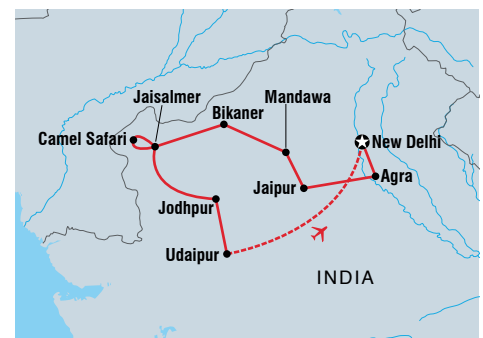 Jaisalmer
Mandawa
Bikaner
Camel Safari
New Delhi
Jaipur
Agra
Jodhpur
Udaipur
INDIA